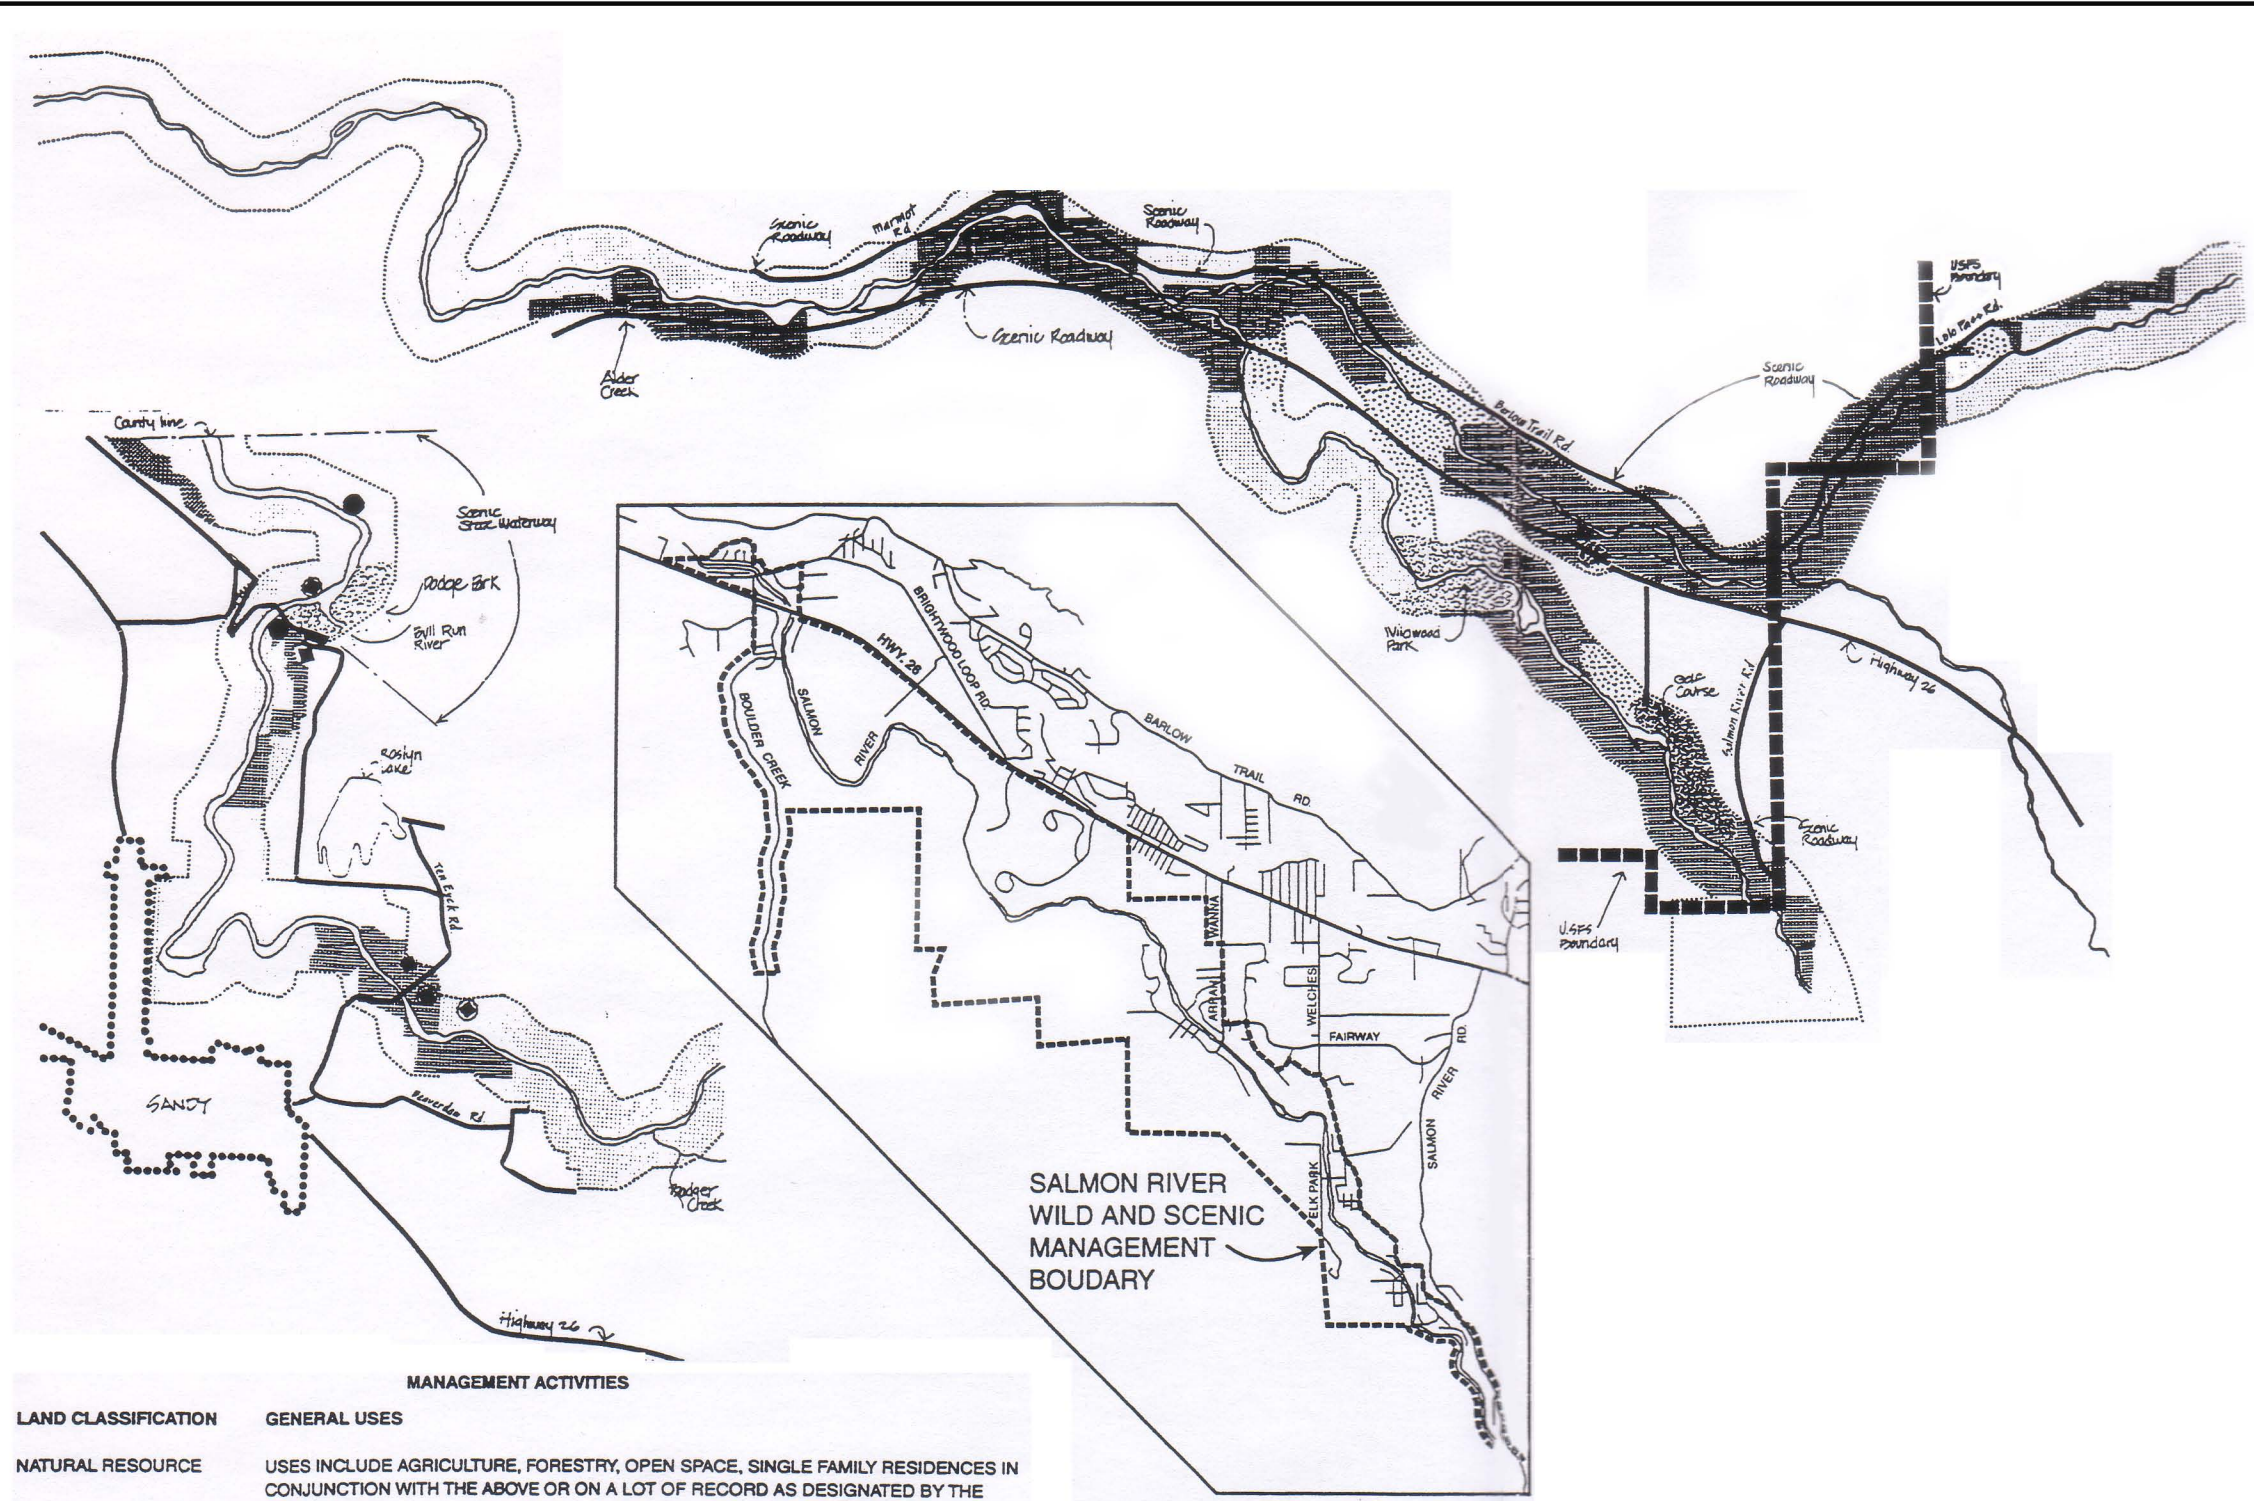 Scenic
Roadway
Marmot
Rd
Scenic
Roadway
USFS
Boundary
Lolo Pass Rd.
Scenic Roadway
Alder
Creek
Scenic
Roadway
Barlow Trail Rd.
County line
Scenic
State Waterway
Dodge Park
Bull Run
River
Wildwood
Park
Golf
Course
Salmon River Rd
Highway 26
Scenic
Roadway
U.SFS
Boundary
Roslyn
Lake
Ten Eyck Rd.
SANDY
Beaverdam Rd.
Badger
Creek
Highway 26
BRIGHTWOOD LOOP RD.
HWY. 26
BOULDER CREEK
SALMON
RIVER
BARLOW
TRAIL
RD.
WANNA
ARRAH
WELCHES
FAIRWAY
RD.
RIVER
SALMON
ELK PARK
SALMON RIVER
WILD AND SCENIC
MANAGEMENT
BOUDARY
MANAGEMENT ACTIVITIES
LAND CLASSIFICATION GENERAL USES
NATURAL RESOURCE USES INCLUDE AGRICULTURE, FORESTRY, OPEN SPACE, SINGLE FAMILY RESIDENCES IN
CONJUNCTION WITH THE ABOVE OR ON A LOT OF RECORD AS DESIGNATED BY THE